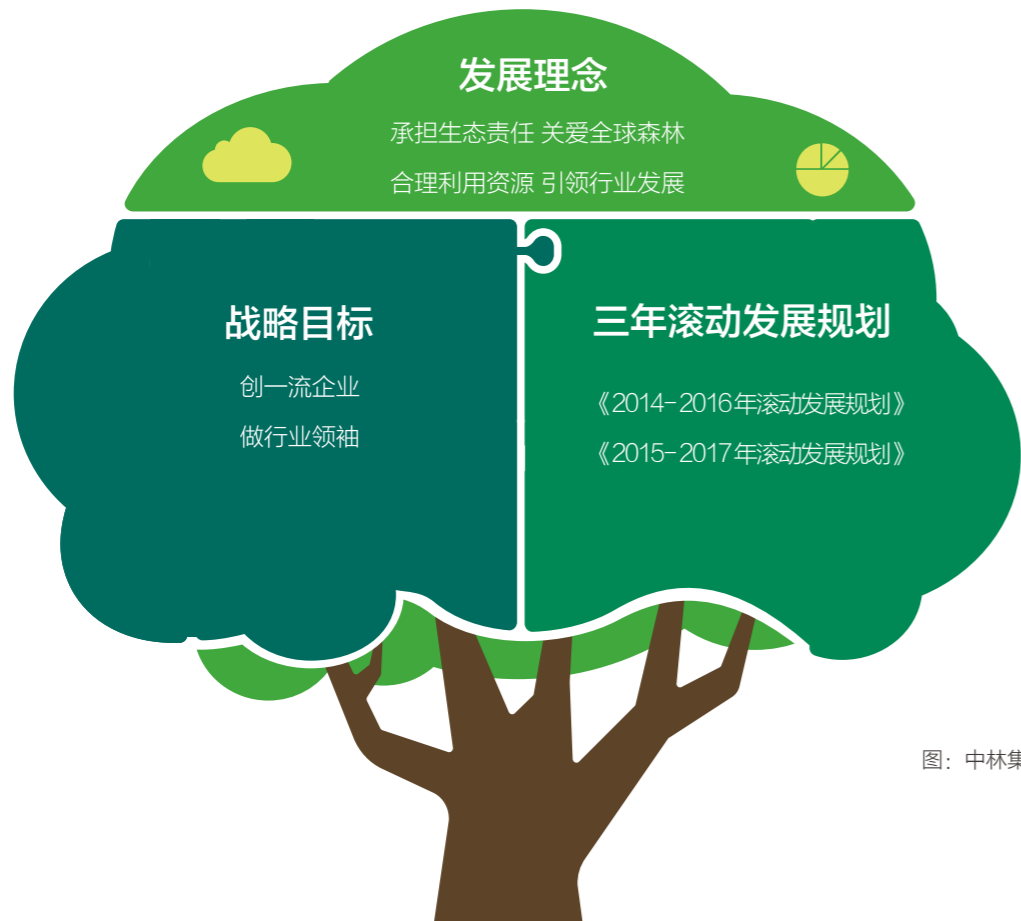 发展理念
承担生态责任 关爱全球森林
合理利用资源 引领行业发展
战略目标
创一流企业
做行业领袖
三年滚动发展规划
《2014-2016年滚动发展规划》
《2015-2017年滚动发展规划》
图：中林集